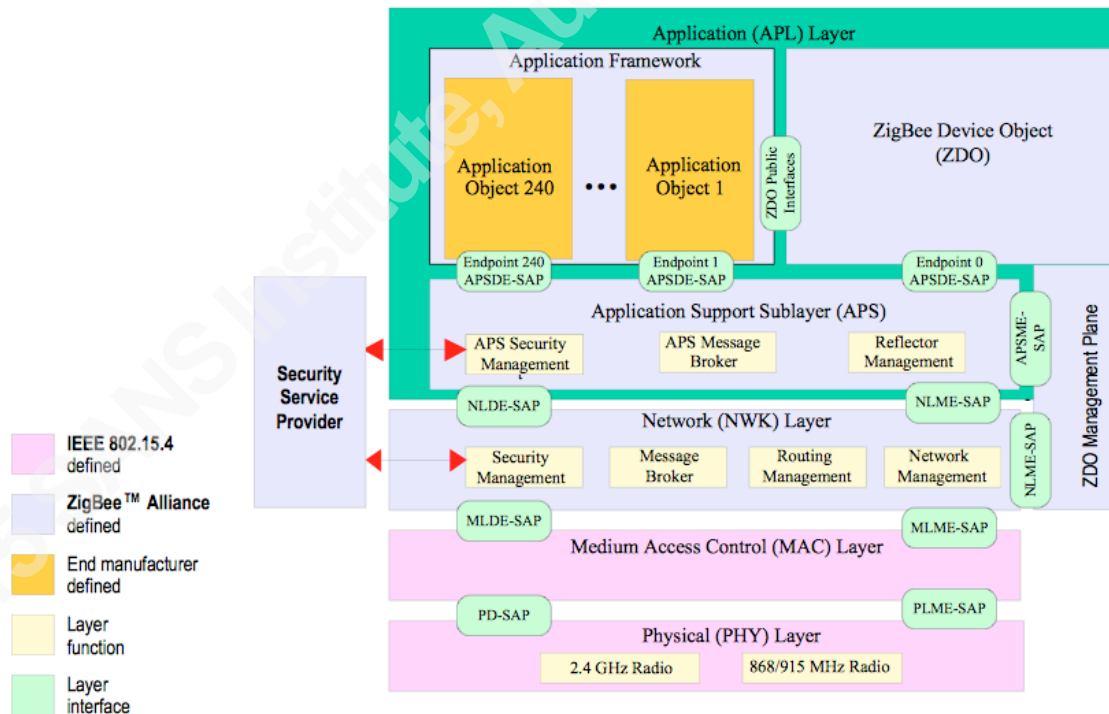 Application (APL) Layer
Application Framework
ZigBee Device Object
(ZDO)
Application
Object 240
•••
Application
Object 1
ZDO Public
Interfaces
Endpoint 240
APSDE-SAP
Endpoint 1
APSDE-SAP
Endpoint 0
APSDE-SAP
Application Support Sublayer (APS)
APS Security
Management
APS Message
Broker
Reflector
Management
APSME-
SAP
Security
Service
Provider
NLDE-SAP
NLME-SAP
Network (NWK) Layer
Security
Management
Message
Broker
Routing
Management
Network
Management
NLME-SAP
ZDO Management Plane
MLDE-SAP
MLME-SAP
Medium Access Control (MAC) Layer
PD-SAP
PLME-SAP
Physical (PHY) Layer
2.4 GHz Radio
868/915 MHz Radio
IEEE 802.15.4
defined
ZigBee™ Alliance
defined
End manufacturer
defined
Layer
function
Layer
interface
SANS Institute,